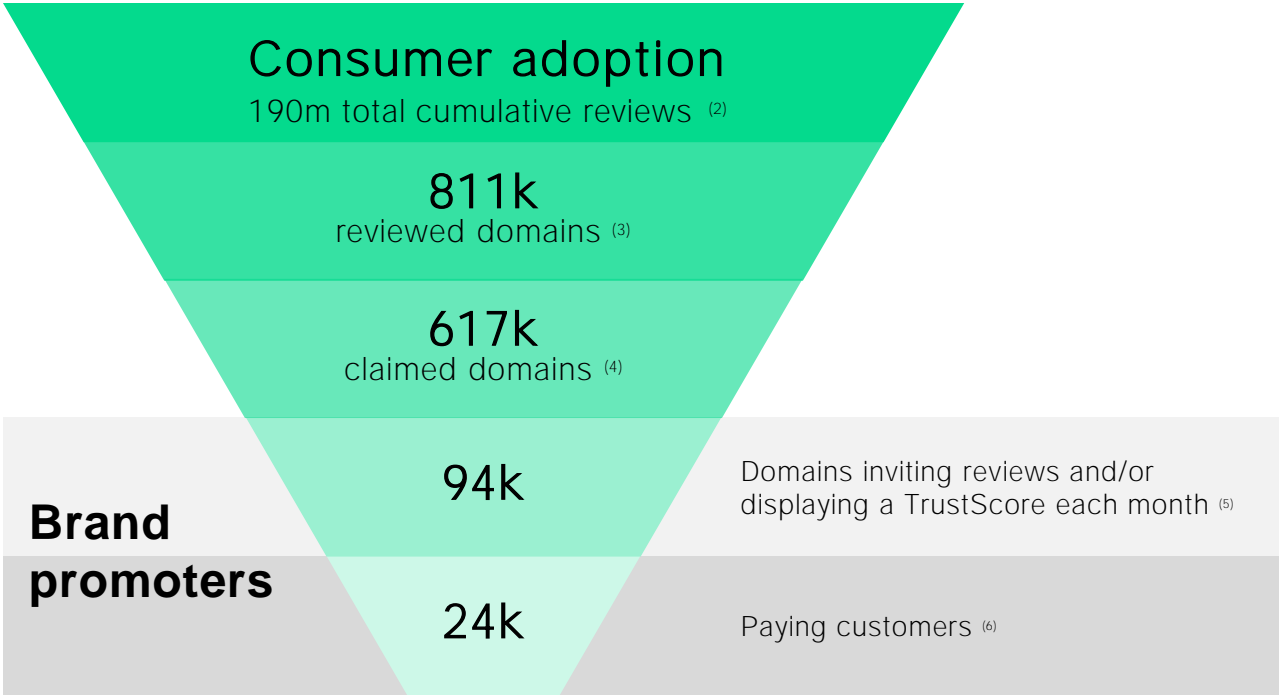 Consumer adoption
190m total cumulative reviews (2)
811k
reviewed domains (3)
617k
claimed domains (4)
Brand
promoters
94k
Domains inviting reviews and/or
displaying a TrustScore each month (5)
24k
Paying customers (6)